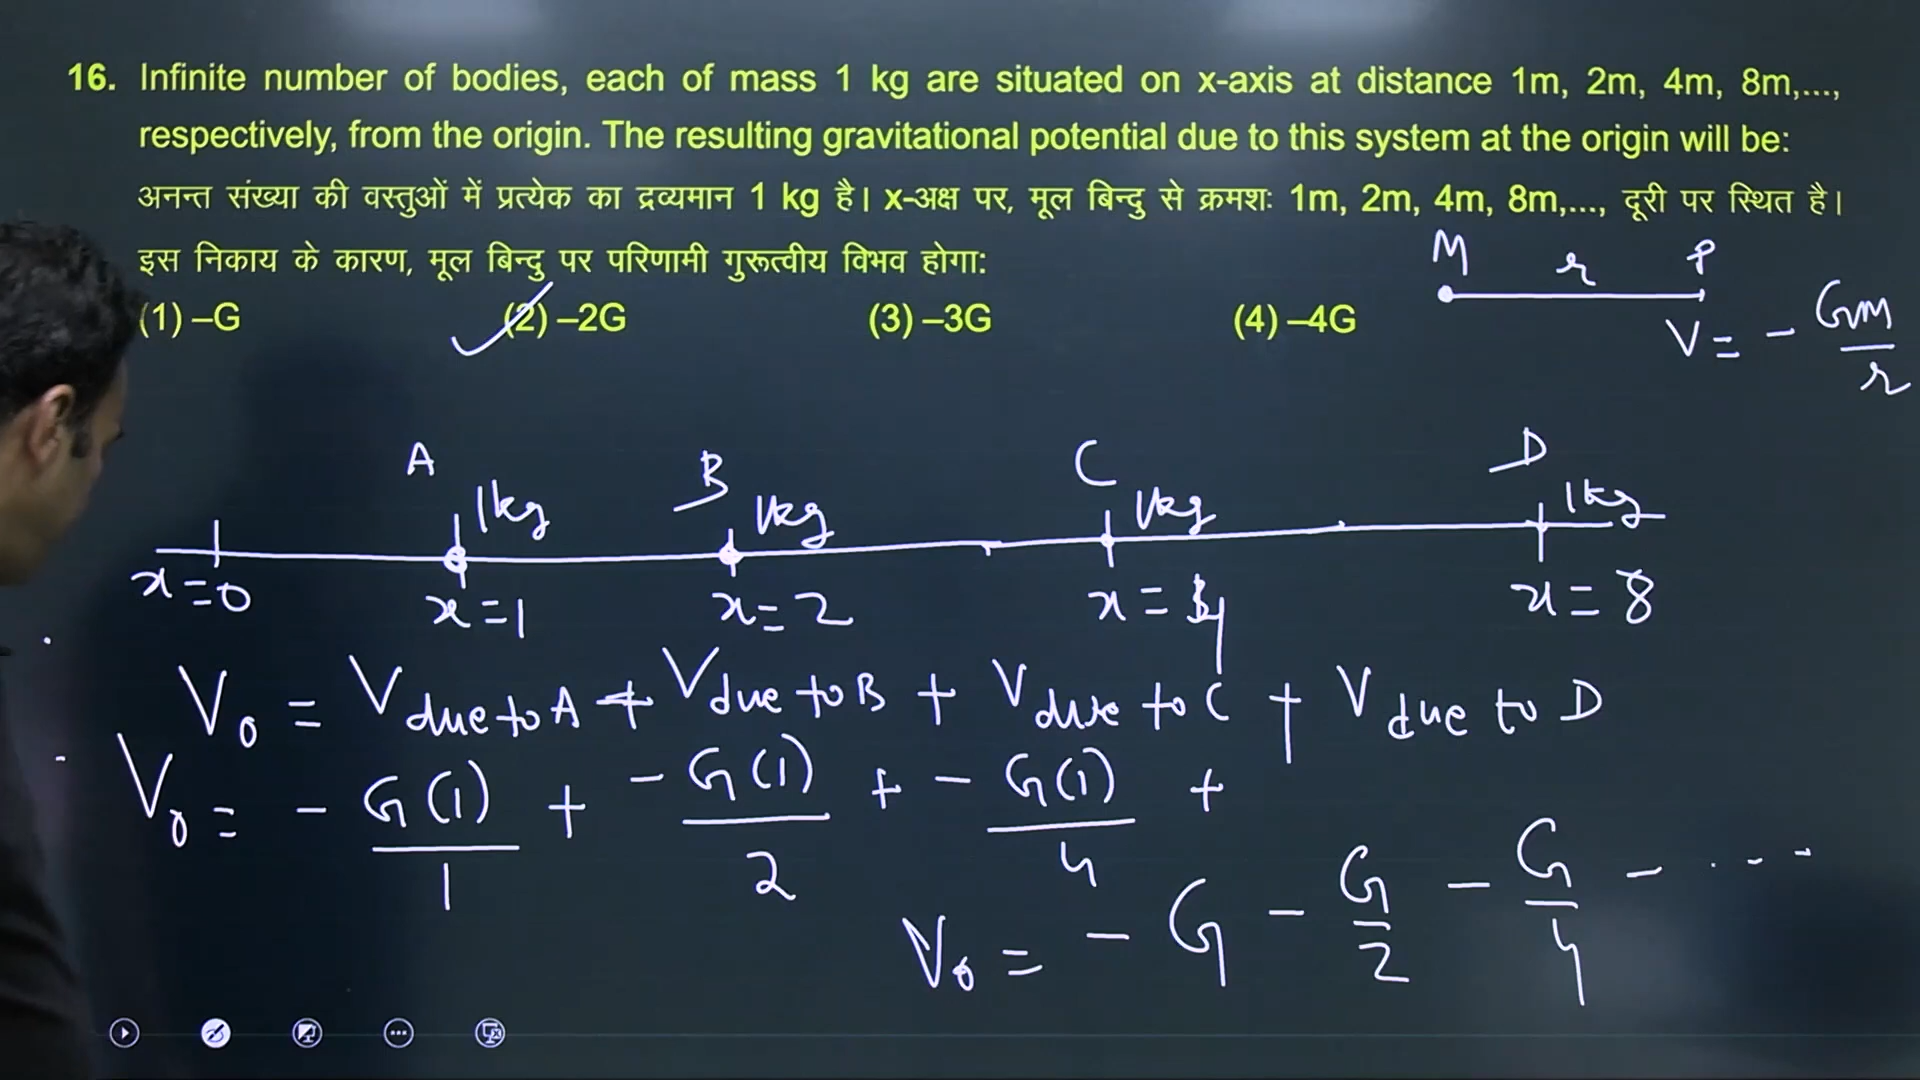 16. Infinite number of bodies, each of mass 1 kg are situated on x-axis at distance 1m, 2m, 4m, 8m,...,
respectively, from the origin. The resulting gravitational potential due to this system at the origin will be:
अनन्त संख्या की वस्तुओं में प्रत्येक का द्रव्यमान 1 kg है। x-अक्ष पर, मूल बिन्दु से क्रमशः 1m, 2m, 4m, 8m,..., दूरी पर स्थित है।
इस निकाय के कारण, मूल बिन्दु पर परिणामी गुरूत्वीय विभव होगा:
(1) –G (2) –2G (3) –3G (4) –4G
M r P
V = - GM/r
A B C D
1kg 1kg 1kg 1kg
x=0 x=1 x=2 x=4 x=8
V0 = V due to A + V due to B + V due to C + V due to D
V0 = - G(1)/1 + - G(1)/2 + - G(1)/4 +
V0 = - G - G/2 - G/4 - ....